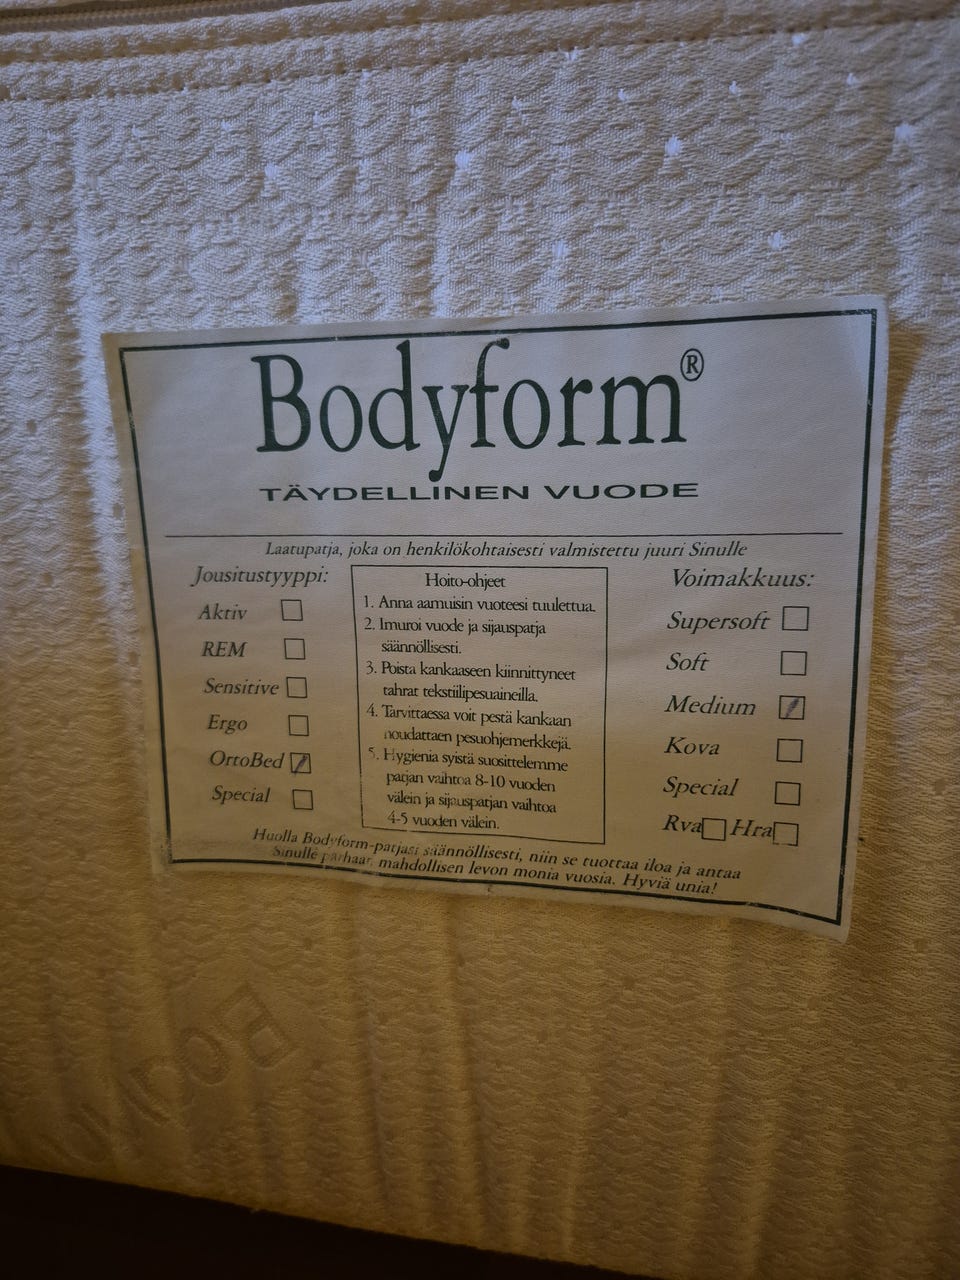 Bodyform®
TÄYDELLINEN VUODE
Laatupatja, joka on henkilökohtaisesti valmistettu juuri Sinulle
Jousitustyyppi:
Aktiv
REM
Sensitive
Ergo
OrtoBed
Special
Hoito-ohjeet
1. Anna aamuisin vuoteesi tuulettua.
2. Imuroi vuode ja sijauspatja
säännöllisesti.
3. Poista kankaaseen kiinnittyneet
tahrat tekstiilipesuaineilla.
4. Tarvittaessa voit pestä kankaan
noudattaen pesuohjemerkkejä.
5. Hygienia syistä suosittelemme
patjan vaihtoa 8-10 vuoden
välein ja sijauspatjan vaihtoa
4-5 vuoden välein.
Voimakkuus:
Supersoft
Soft
Medium
Kova
Special
Rva Hra
Huolla Bodyform-patjasi säännöllisesti, niin se tuottaa iloa ja antaa
Sinulle parhaan mahdollisen levon monia vuosia. Hyviä unia!
Body